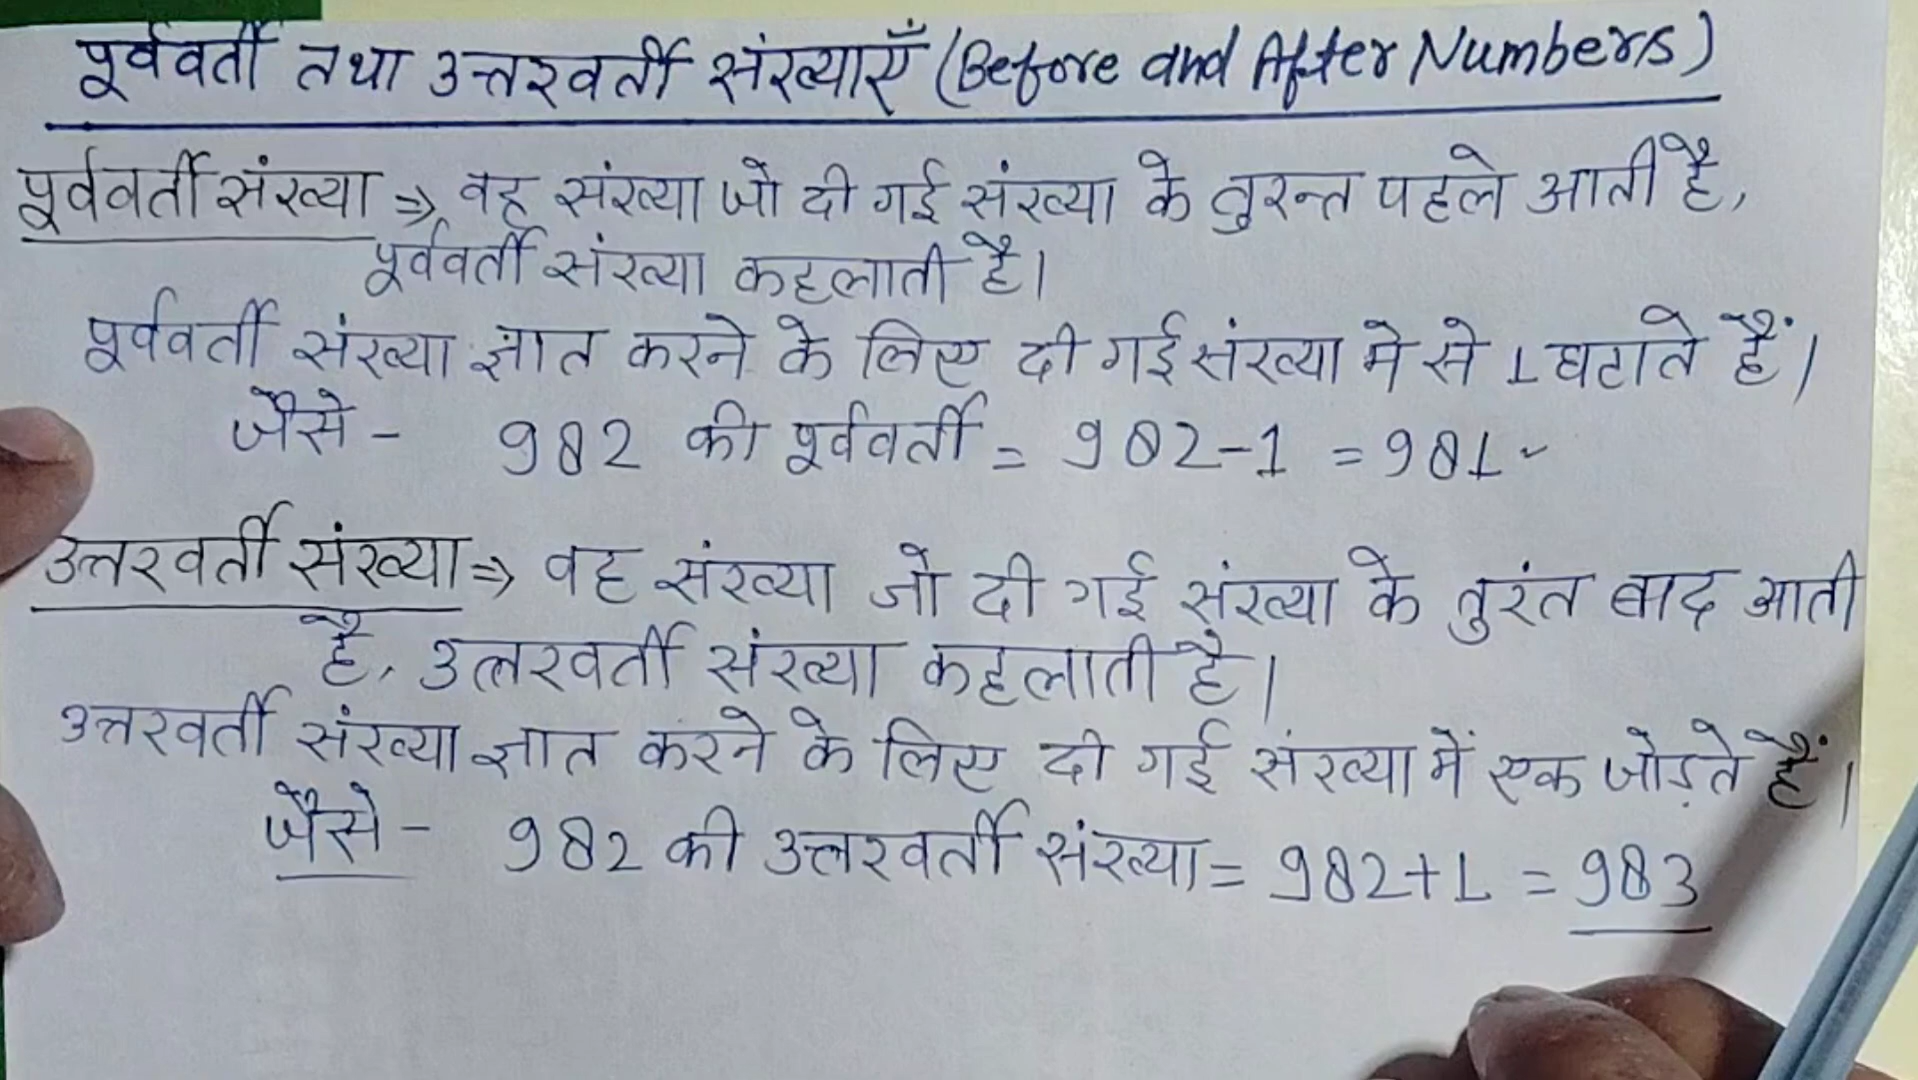 पूर्ववर्ती तथा उत्तरवर्ती संख्याएँ (Before and After Numbers)
पूर्ववर्ती संख्या ⇒ वह संख्या जो दी गई संख्या के तुरन्त पहले आती है,
पूर्ववर्ती संख्या कहलाती है।
पूर्ववर्ती संख्या ज्ञात करने के लिए दी गई संख्या मे से 1 घटाते हैं।
जैसे - 982 की पूर्ववर्ती = 982-1 = 981
उत्तरवर्ती संख्या ⇒ वह संख्या जो दी गई संख्या के तुरंत बाद आती
है, उत्तरवर्ती संख्या कहलाती है।
उत्तरवर्ती संख्या ज्ञात करने के लिए दी गई संख्या में एक जोड़ते हैं।
जैसे - 982 की उत्तरवर्ती संख्या = 982+1 = 983